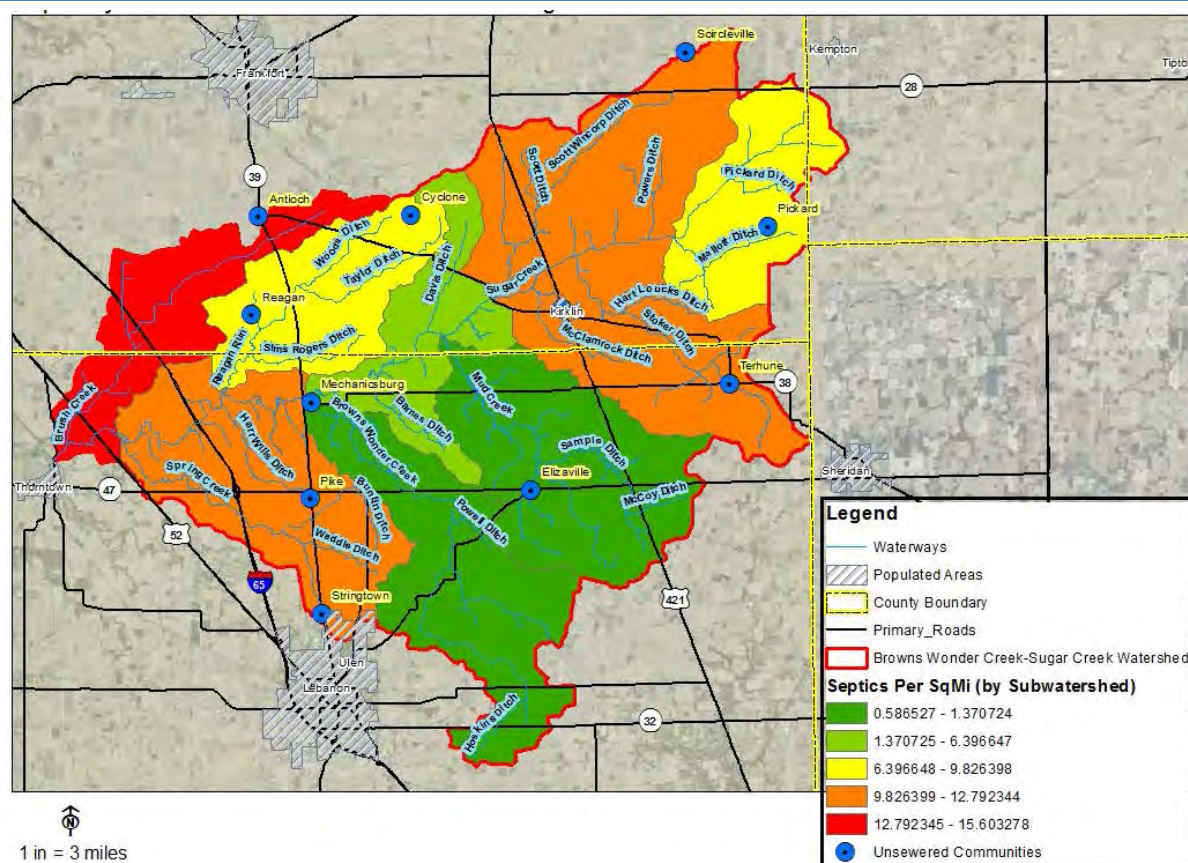 Scircleville
Kempton
Frankfort
Tipto
28
Scott Wincorp Ditch
Scott Ditch
Powers Ditch
39
Pickard Ditch
Antioch
Cyclone
Pickard
Woods Ditch
Mallott Ditch
Taylor Ditch
Davis Ditch
Sugar Creek
Reagan
Kirklin
Hart Loucks Ditch
Stoker Ditch
McClamrock Ditch
Reagan Run
Sims Rogers Ditch
Terhune
38
Mechanicsburg
Mud Creek
Brush Creek
Browns Wonder Creek
Barnes Ditch
Herr Wills Ditch
Sample Ditch
Spring Creek
Elizaville
Sheridan
Thorntown
47
Pike
Buntin Ditch
McCoy Ditch
Powell Ditch
52
Waddle Ditch
65
Stringtown
421
Ulen
Lebanon
Hoskins Ditch
32
Legend
Waterways
Populated Areas
County Boundary
Primary_Roads
Browns Wonder Creek-Sugar Creek Watershed
Septics Per SqMi (by Subwatershed)
0.586527 - 1.370724
1.370725 - 6.396647
6.396648 - 9.826398
9.826399 - 12.792344
12.792345 - 15.603278
Unsewered Communities
N
1 in = 3 miles